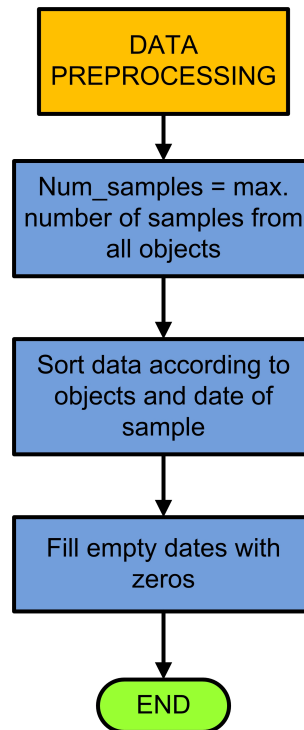 DATA
PREPROCESSING
Num_samples = max.
number of samples from
all objects
Sort data according to
objects and date of
sample
Fill empty dates with
zeros
END